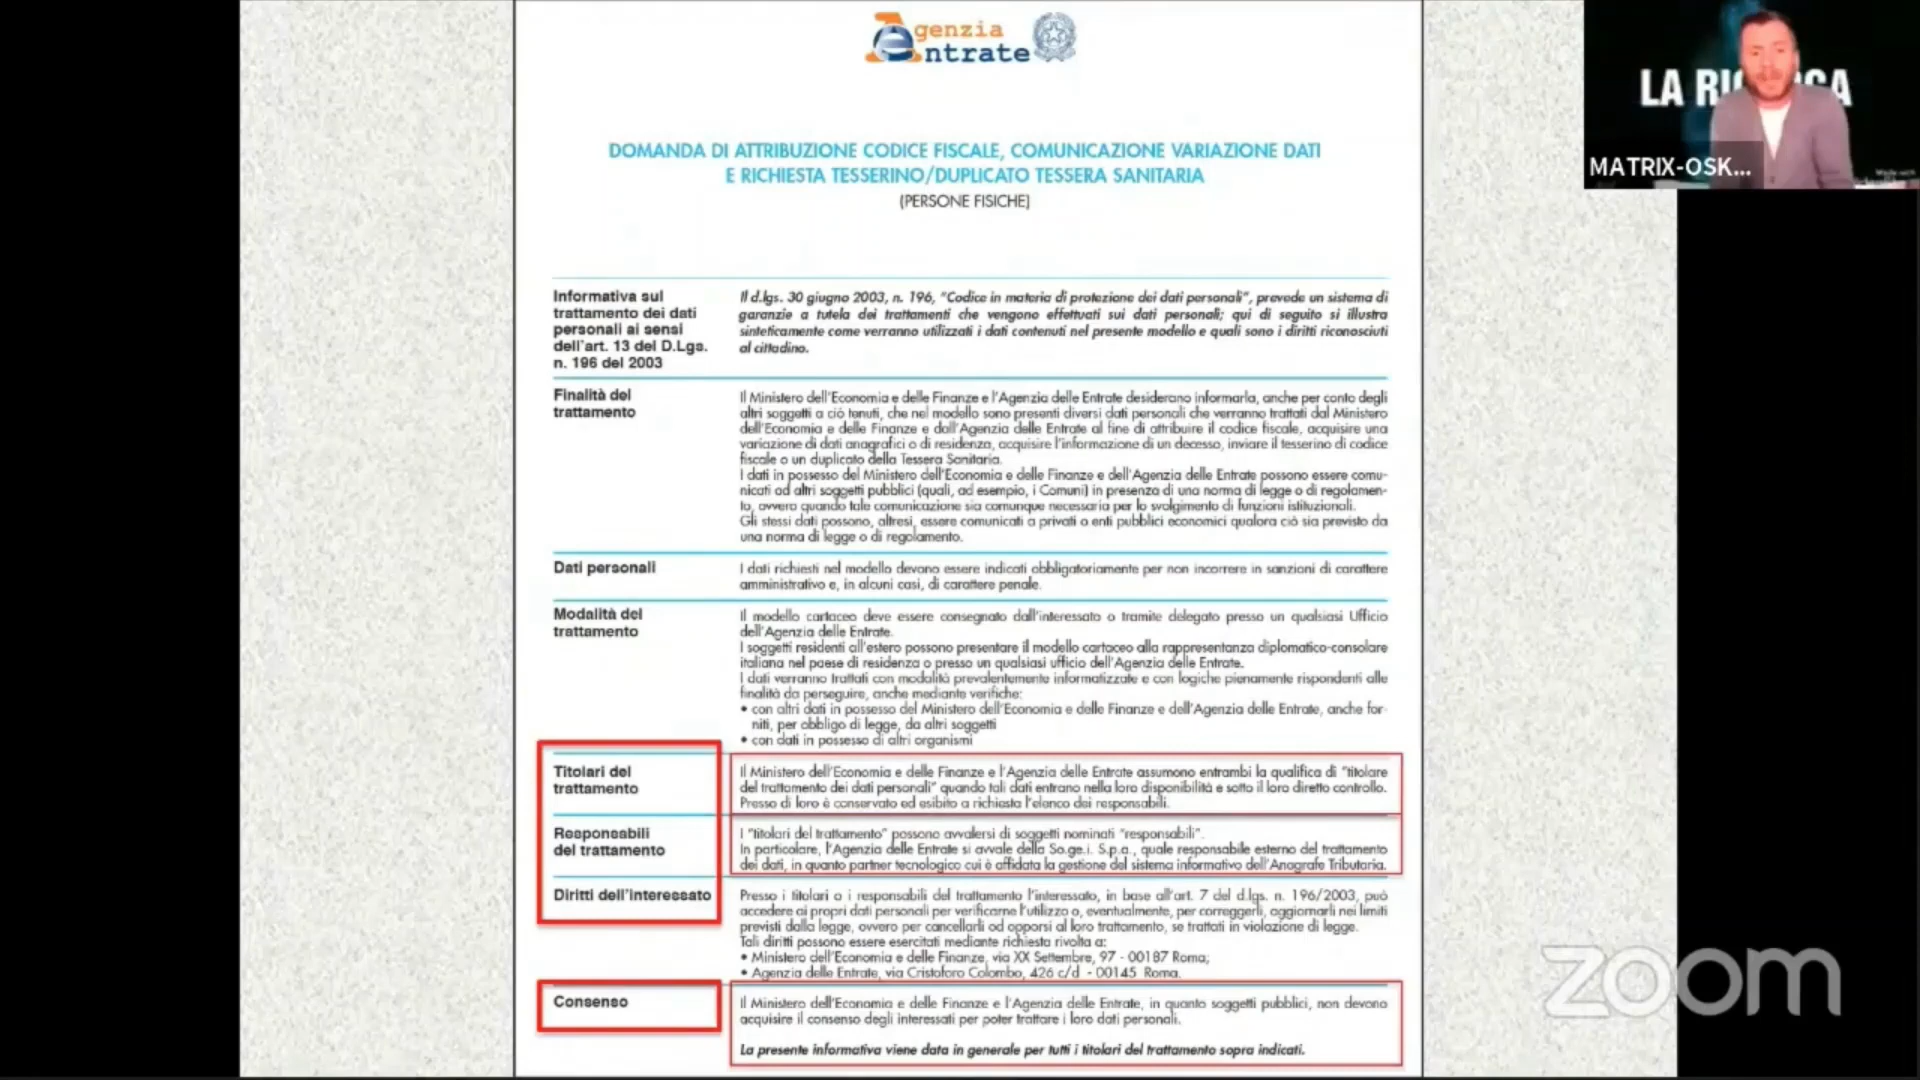 Agenzia
Entrate
LA RI
CA
MATRIX-OSK...
DOMANDA DI ATTRIBUZIONE CODICE FISCALE, COMUNICAZIONE VARIAZIONE DATI
E RICHIESTA TESSERINO/DUPLICATO TESSERA SANITARIA
(PERSONE FISICHE)
Informativa sul
trattamento dei dati
personali ai sensi
dell'art. 13 del D.Lgs.
n. 196 del 2003
Il d.lgs. 30 giugno 2003, n. 196, "Codice in materia di protezione dei dati personali", prevede un sistema di
garanzie a tutela dei trattamenti che vengono effettuati sui dati personali; qui di seguito si illustra
sinteticamente come verranno utilizzati i dati contenuti nel presente modello e quali sono i diritti riconosciuti
al cittadino.
Finalità del
trattamento
Il Ministero dell'Economia e delle Finanze e l'Agenzia delle Entrate desiderano informarla, anche per conto degli
altri soggetti a ciò tenuti, che nel modello sono presenti diversi dati personali che verranno trattati dal Ministero
dell'Economia e delle Finanze e dall'Agenzia delle Entrate al fine di attribuire il codice fiscale, acquisire una
variazione di dati anagrafici o di residenza, acquisire l'informazione di un decesso, inviare il tesserino di codice
fiscale o un duplicato della Tessera Sanitaria.
I dati in possesso del Ministero dell'Economia e delle Finanze e dell'Agenzia delle Entrate possono essere comu-
nicati ad altri soggetti pubblici (quali, ad esempio, i Comuni) in presenza di una norma di legge o di regolamen-
to, ovvero quando tale comunicazione sia comunque necessaria per lo svolgimento di funzioni istituzionali.
Gli stessi dati possono, altresì, essere comunicati a privati o enti pubblici economici qualora ciò sia previsto da
una norma di legge o di regolamento.
Dati personali
I dati richiesti nel modello devono essere indicati obbligatoriamente per non incorrere in sanzioni di carattere
amministrativo e, in alcuni casi, di carattere penale.
Modalità del
trattamento
Il modello cartaceo deve essere consegnato dall'interessato o tramite delegato presso un qualsiasi Ufficio
dell'Agenzia delle Entrate.
I soggetti residenti all'estero possono presentare il modello cartaceo alla rappresentanza diplomatico-consolare
italiana nel paese di residenza o presso un qualsiasi ufficio dell'Agenzia delle Entrate.
I dati verranno trattati con modalità prevalentemente informatizzate e con logiche pienamente rispondenti alle
finalità da perseguire, anche mediante verifiche:
• con altri dati in possesso del Ministero dell'Economia e delle Finanze e dell'Agenzia delle Entrate, anche for-
niti, per obbligo di legge, da altri soggetti
• con dati in possesso di altri organismi
Titolari del
trattamento
Il Ministero dell'Economia e delle Finanze e l'Agenzia delle Entrate assumono entrambi la qualifica di "titolare
del trattamento dei dati personali" quando tali dati entrano nella loro disponibilità e sotto il loro diretto controllo.
Presso di loro è conservato ed esibito a richiesta l'elenco dei responsabili.
Responsabili
del trattamento
I "titolari del trattamento" possono avvalersi di soggetti nominati "responsabili".
In particolare, l'Agenzia delle Entrate si avvale della So.ge.i. S.p.a., quale responsabile esterno del trattamento
dei dati, in quanto partner tecnologico cui è affidata la gestione del sistema informativo dell'Anagrafe Tributaria.
Diritti dell'interessato
Presso i titolari o i responsabili del trattamento l'interessato, in base all'art. 7 del d.lgs. n. 196/2003, può
accedere ai propri dati personali per verificarne l'utilizzo o, eventualmente, per correggerli, aggiornarli nei limiti
previsti dalla legge, ovvero per cancellarli od opporsi al loro trattamento, se trattati in violazione di legge.
Tali diritti possono essere esercitati mediante richiesta rivolta a:
• Ministero dell'Economia e delle Finanze, via XX Settembre, 97 - 00187 Roma;
• Agenzia delle Entrate, via Cristoforo Colombo, 426 c/d - 00145 Roma.
Consenso
Il Ministero dell'Economia e delle Finanze e l'Agenzia delle Entrate, in quanto soggetti pubblici, non devono
acquisire il consenso degli interessati per poter trattare i loro dati personali.
La presente informativa viene data in generale per tutti i titolari del trattamento sopra indicati.
zoom